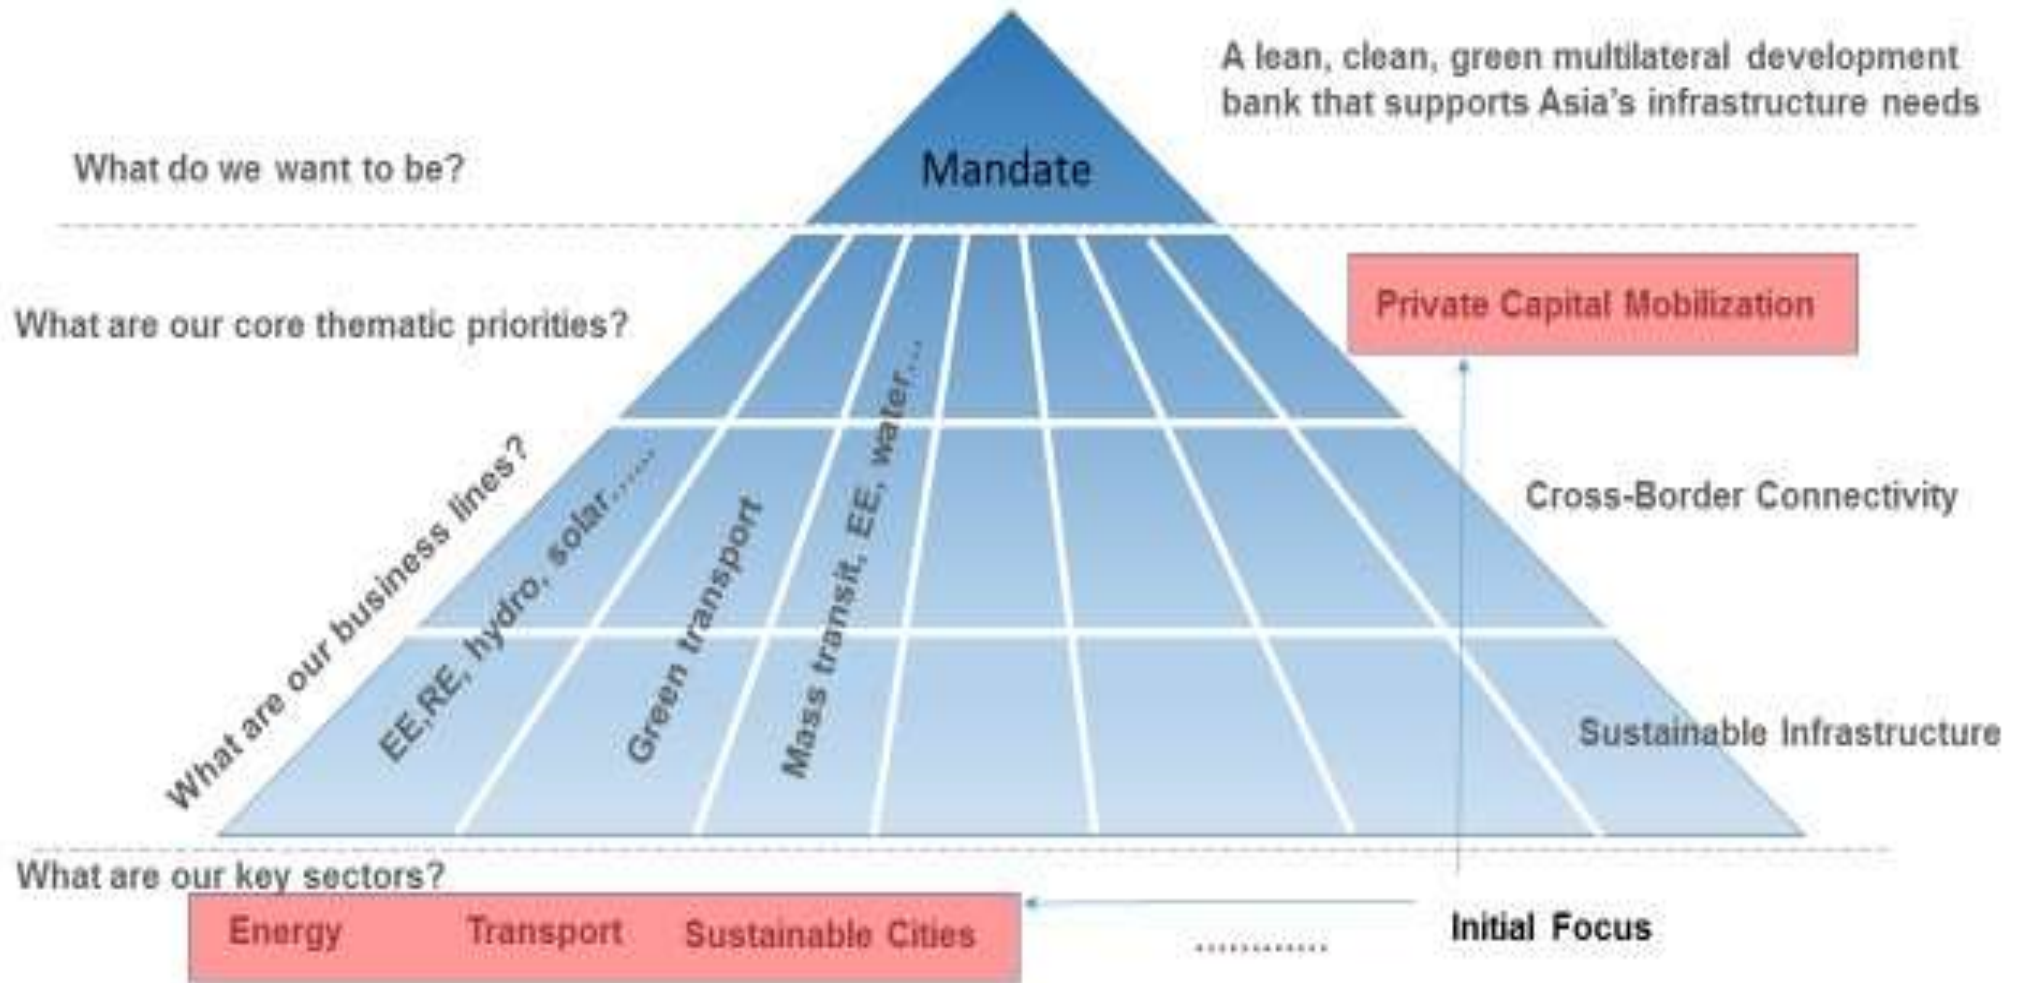 A lean, clean, green multilateral development
bank that supports Asia's infrastructure needs
What do we want to be?
Mandate
What are our core thematic priorities?
Private Capital Mobilization
What are our business lines?
EE,RE, hydro, solar……
Green transport
Mass transit, EE, water…
Cross-Border Connectivity
Sustainable Infrastructure
What are our key sectors?
Energy Transport Sustainable Cities
............
Initial Focus